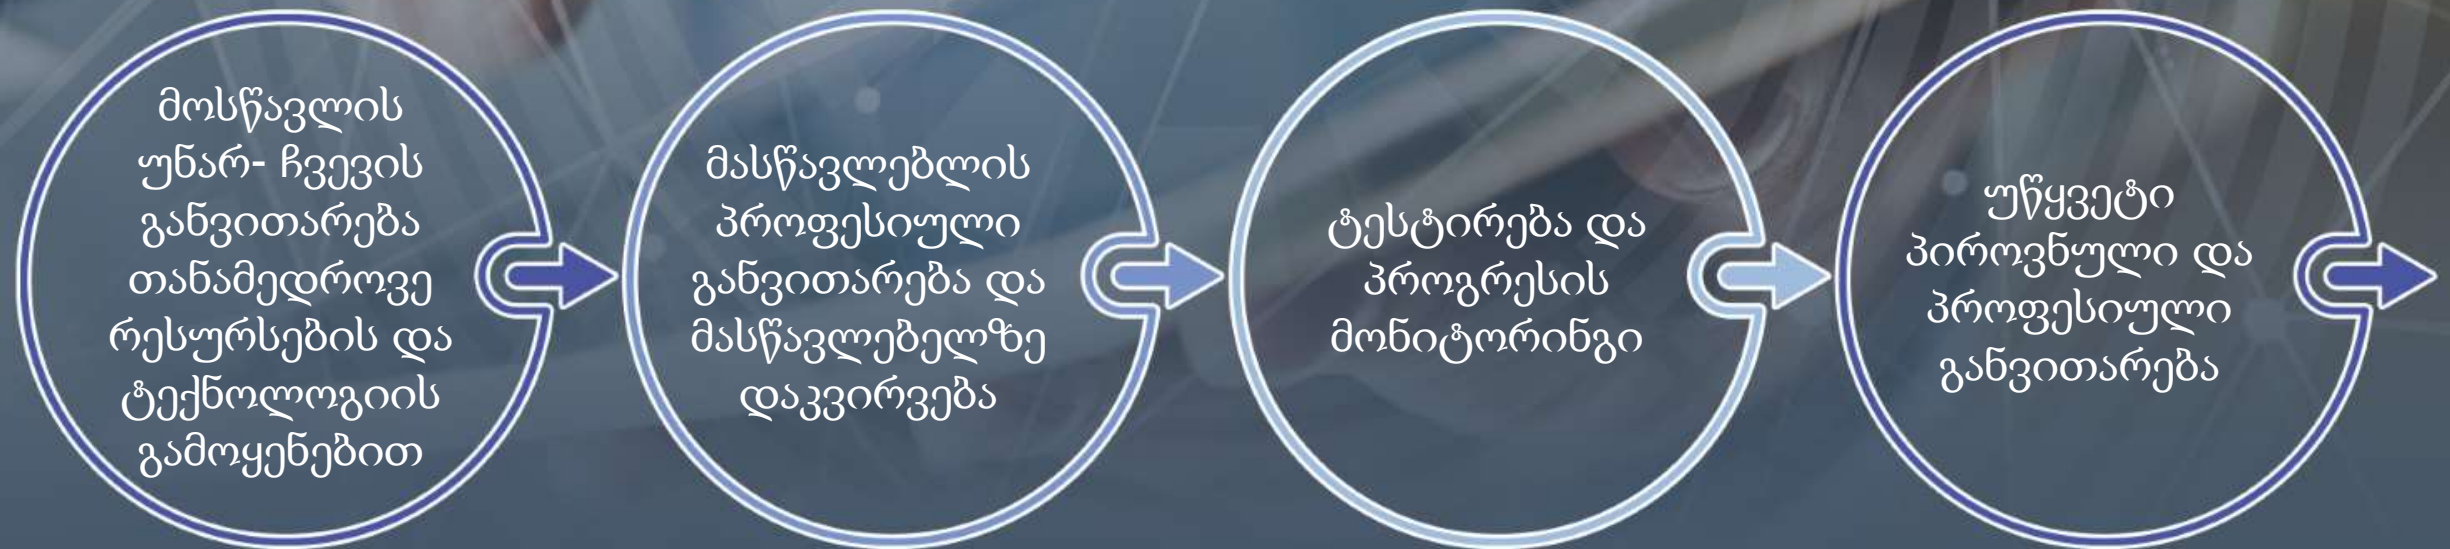 მოსწავლის
უნარ- ჩვევის
განვითარება
თანამედროვე
რესურსების და
ტექნოლოგიის
გამოყენებით
მასწავლებლის
პროფესიული
განვითარება და
მასწავლებელზე
დაკვირვება
ტესტირება და
პროგრესის
მონიტორინგი
უწყვეტი
პიროვნული და
პროფესიული
განვითარება